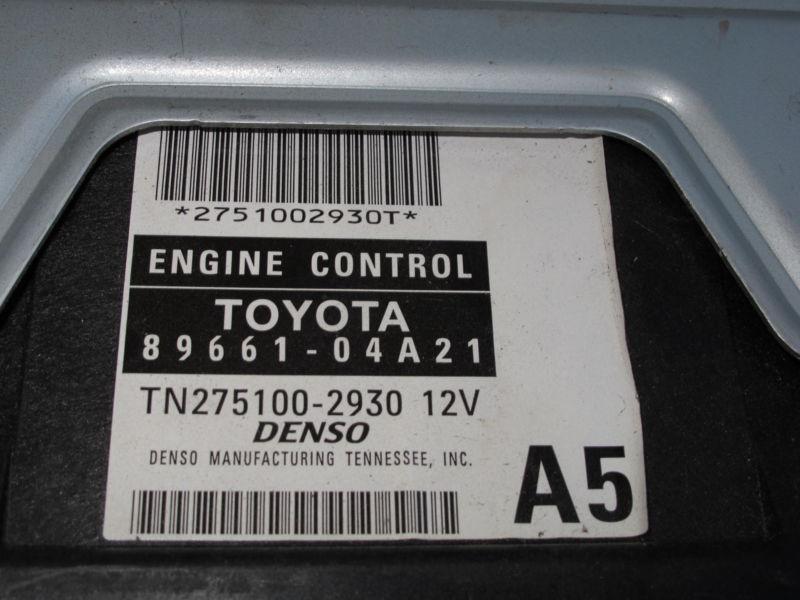 *2751002930T*
ENGINE CONTROL
TOYOTA
89661-04A21
TN275100-2930 12V
DENSO
DENSO MANUFACTURING TENNESSEE, INC.
A5